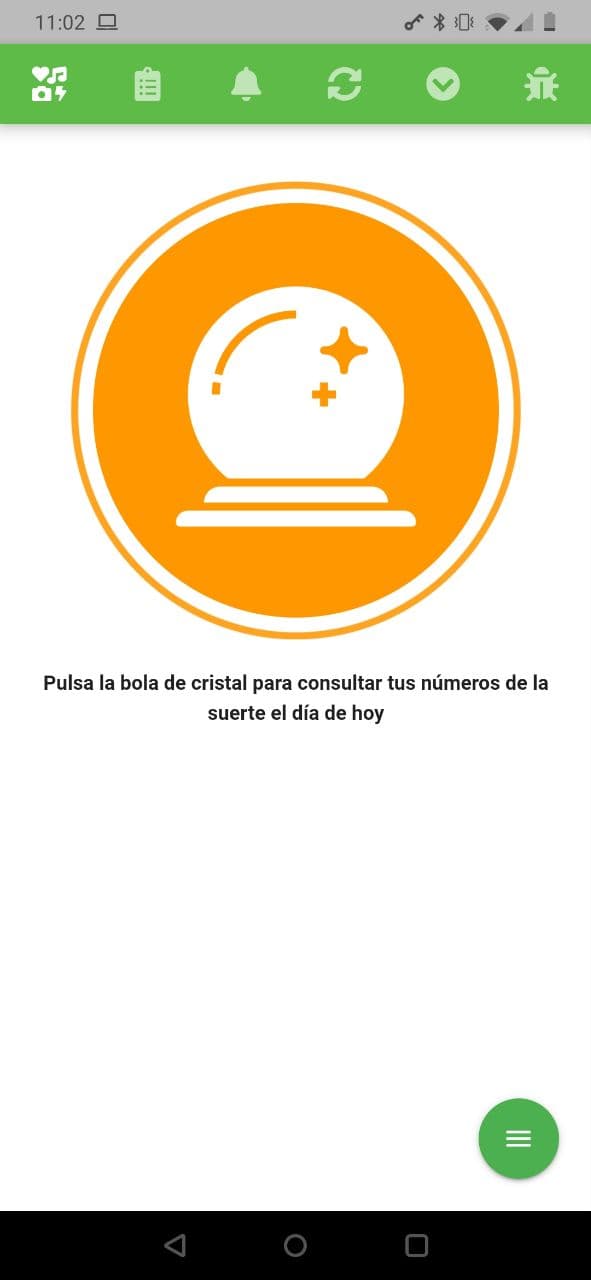 11:02
Pulsa la bola de cristal para consultar tus números de la
suerte el día de hoy